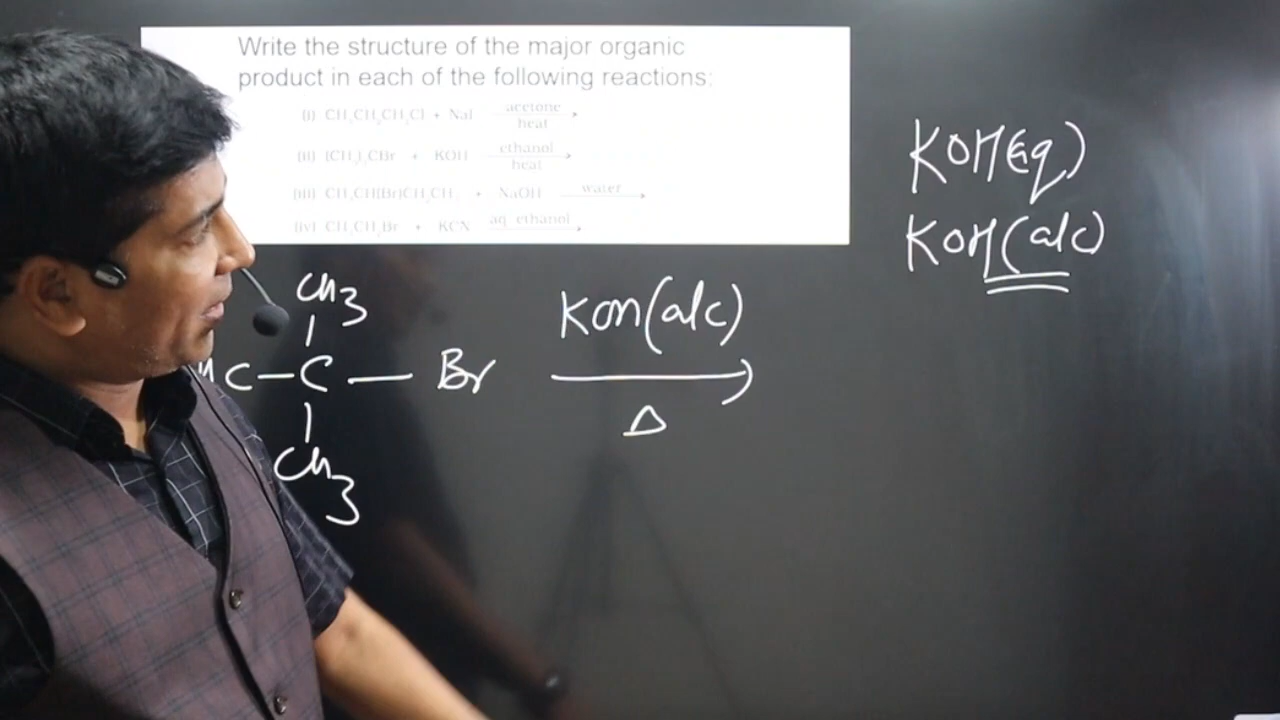 Write the structure of the major organic
product in each of the following reactions:
(i) CH₃CH₂CH₂Cl + NaI acetone heat
(ii) (CH₃)₃CBr + KOH ethanol heat
(iii) CH₃CH(Br)CH₂CH₃ + NaOH water
(iv) CH₃CH₂Br + KCN aq. ethanol
KOH(aq)
KOH(alc)
CH3
C—C—Br
CH3
KOH(alc)
Δ